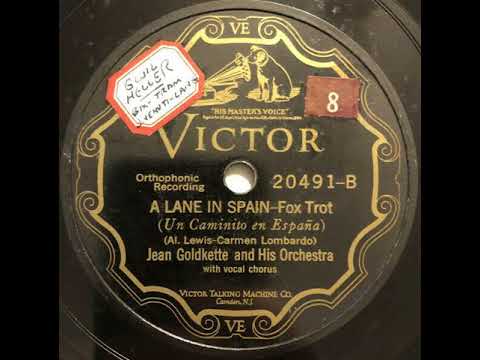 VE
"HIS MASTER'S VOICE"
VICTOR
8
Orthophonic
Recording
20491-B
A LANE IN SPAIN–Fox Trot
(Un Caminito en España)
(Al. Lewis-Carmen Lombardo)
Jean Goldkette and His Orchestra
with vocal chorus
VICTOR TALKING MACHINE CO.
Camden, N.J.
VE
HELLER